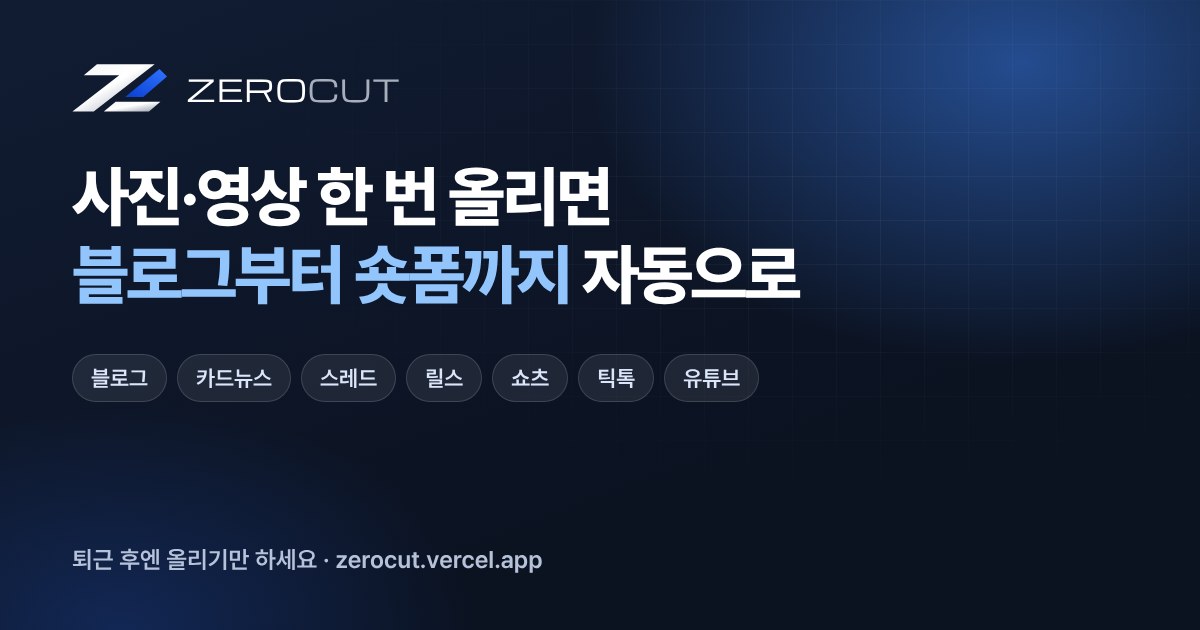 ZEROCUT
사진·영상 한 번 올리면
블로그부터 숏폼까지 자동으로
블로그 카드뉴스 스레드 릴스 쇼츠 틱톡 유튜브
퇴근 후엔 올리기만 하세요 · zerocut.vercel.app